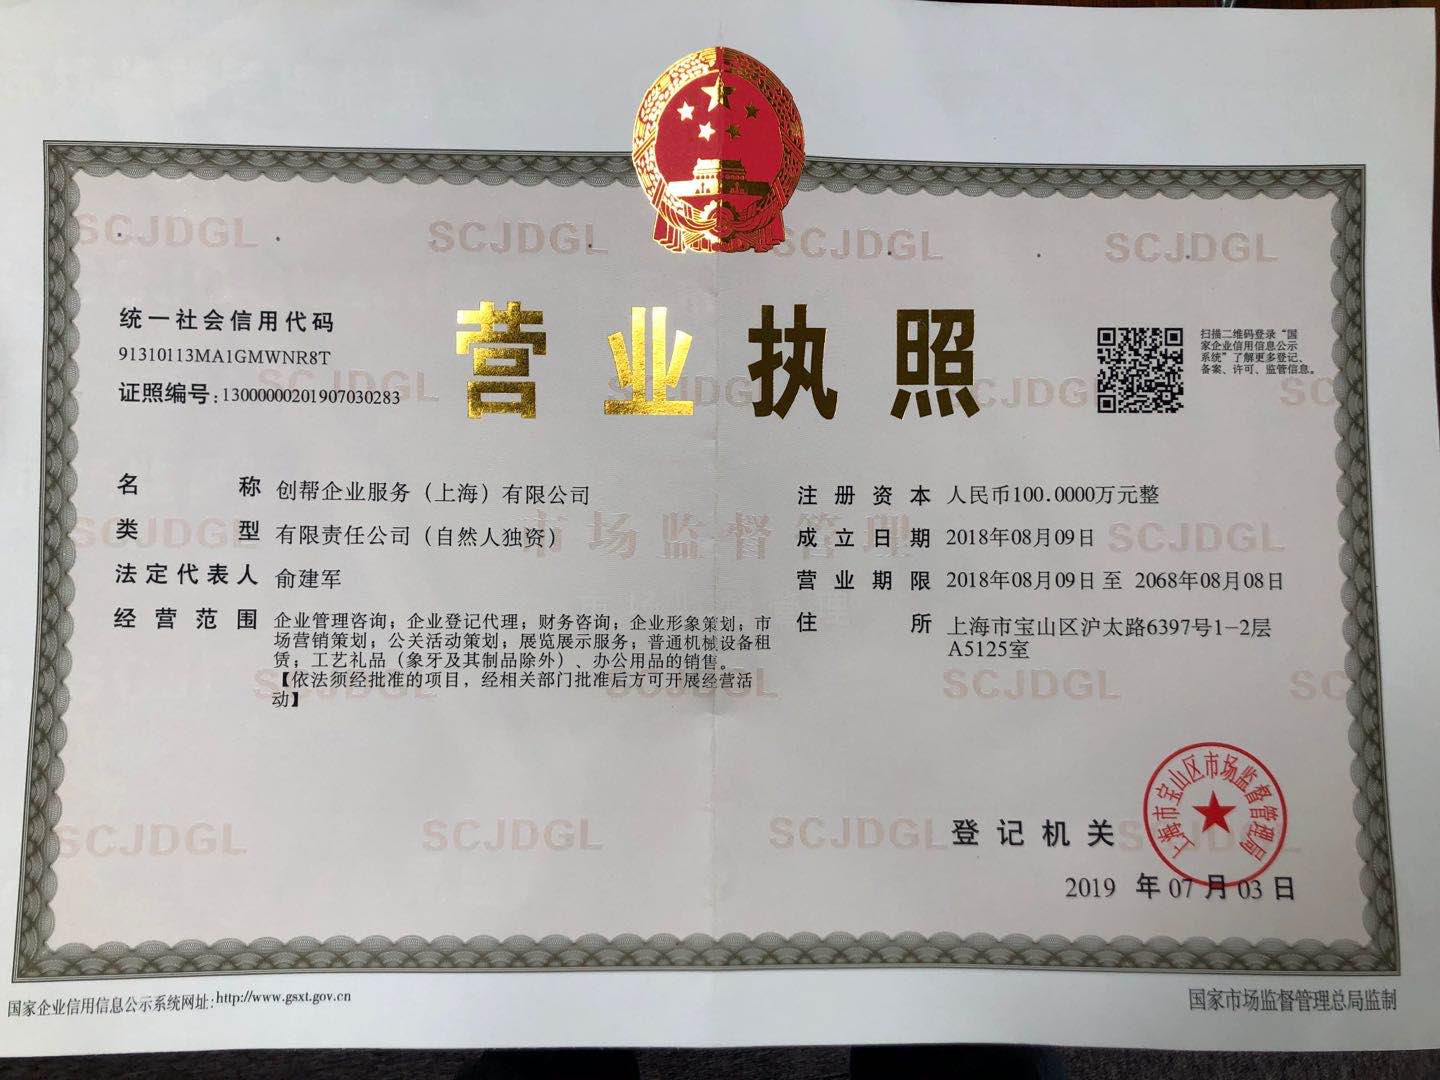 SCJDGL SCJDGL SCJDGL SCJDGL
营业执照
统一社会信用代码
91310113MA1GMWNR8T
证照编号:13000000201907030283
扫描二维码登录“国
家企业信用信息公示
系统”了解更多登记、
备案、许可、监管信息。
名称 创帮企业服务（上海）有限公司
类型 有限责任公司（自然人独资）
法定代表人 俞建军
经营范围 企业管理咨询；企业登记代理；财务咨询；企业形象策划；市
场营销策划；公关活动策划；展览展示服务；普通机械设备租
赁；工艺礼品（象牙及其制品除外）、办公用品的销售。
【依法须经批准的项目，经相关部门批准后方可开展经营活
动】
注册资本 人民币100.0000万元整
成立日期 2018年08月09日
营业期限 2018年08月09日 至 2068年08月08日
住所 上海市宝山区沪太路6397号1-2层
A5125室
市场监督管理
SCJDGL SCJDGL SCJDGL
登记机关
上海市宝山区市场监督管理局
2019 年 07 月 03 日
国家企业信用信息公示系统网址:http://www.gsxt.gov.cn
国家市场监督管理总局监制